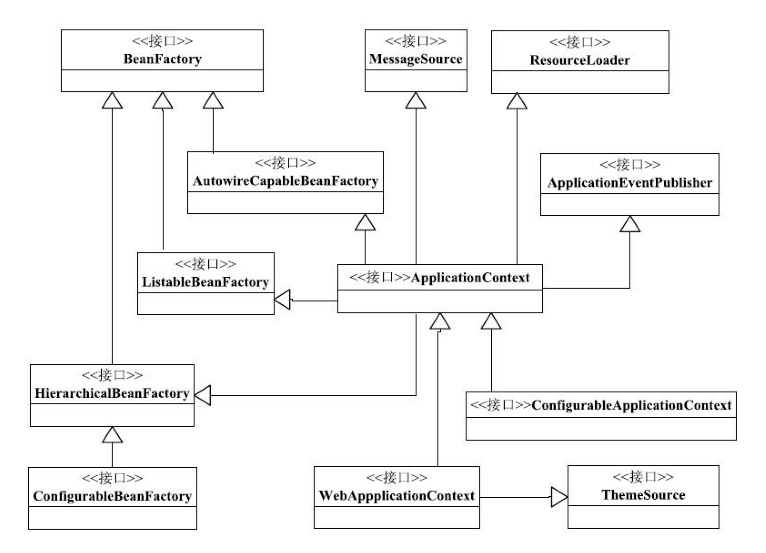 <<接口>>
BeanFactory
<<接口>>
MessageSource
<<接口>>
ResourceLoader
<<接口>>
AutowireCapableBeanFactory
<<接口>>
ApplicationEventPublisher
<<接口>>
ListableBeanFactory
<<接口>>ApplicationContext
<<接口>>
HierarchicalBeanFactory
<<接口>>ConfigurableApplicationContext
<<接口>>
ConfigurableBeanFactory
<<接口>>
WebAppplicationContext
<<接口>>
ThemeSource